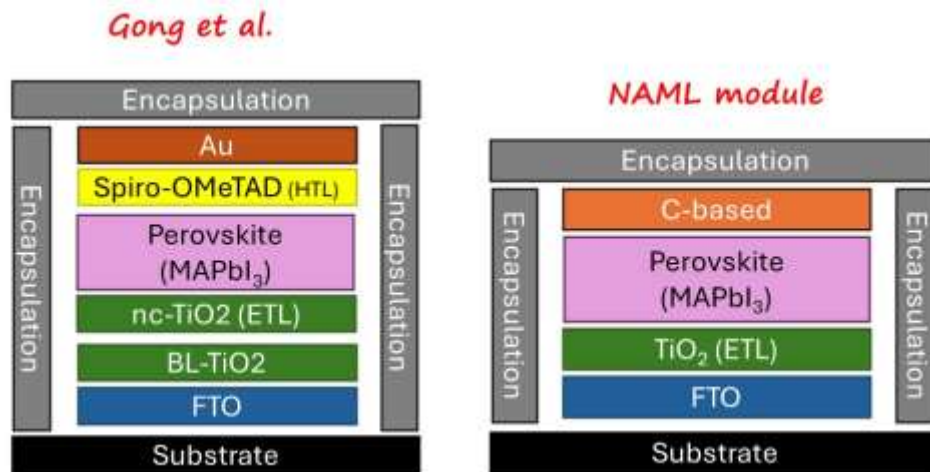 Gong et al.
Encapsulation
Au
Spiro-OMeTAD (HTL)
Perovskite
(MAPbI₃)
nc-TiO2 (ETL)
BL-TiO2
FTO
Encapsulation
Encapsulation
Substrate
NAML module
Encapsulation
C-based
Perovskite
(MAPbI₃)
TiO₂ (ETL)
FTO
Encapsulation
Encapsulation
Substrate